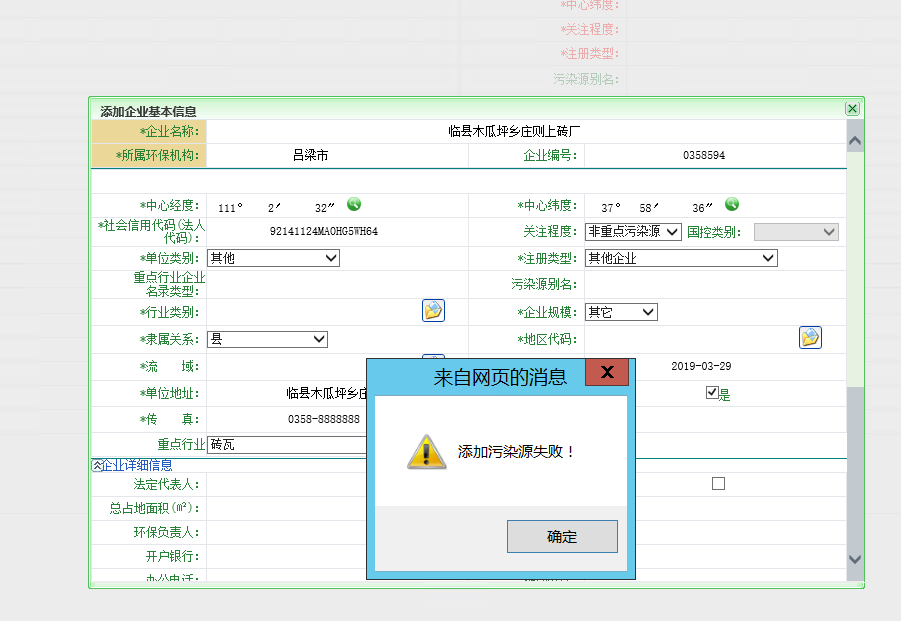 *中心纬度:
*关注程度:
*注册类型:
污染源别名:
添加企业基本信息
*企业名称: 临县木瓜坪乡庄则上砖厂
*所属环保机构: 吕梁市 企业编号: 0358594
*中心经度: 111° 2′ 32″ *中心纬度: 37° 58′ 36″
*社会信用代码(法人代码): 92141124MA0HG5WH64 关注程度: 非重点污染源 国控类别:
*单位类别: 其他 *注册类型: 其他企业
重点行业企业名录类型: 污染源别名:
*行业类别: *企业规模: 其它
*隶属关系: 县 *地区代码:
*流 域: 2019-03-29
*单位地址: 临县木瓜坪乡庄 是
*传 真: 0358-8888888
重点行业 砖瓦
企业详细信息
法定代表人:
总占地面积(m²):
环保负责人:
开户银行:
办公电话:
来自网页的消息 X
添加污染源失败！
确定